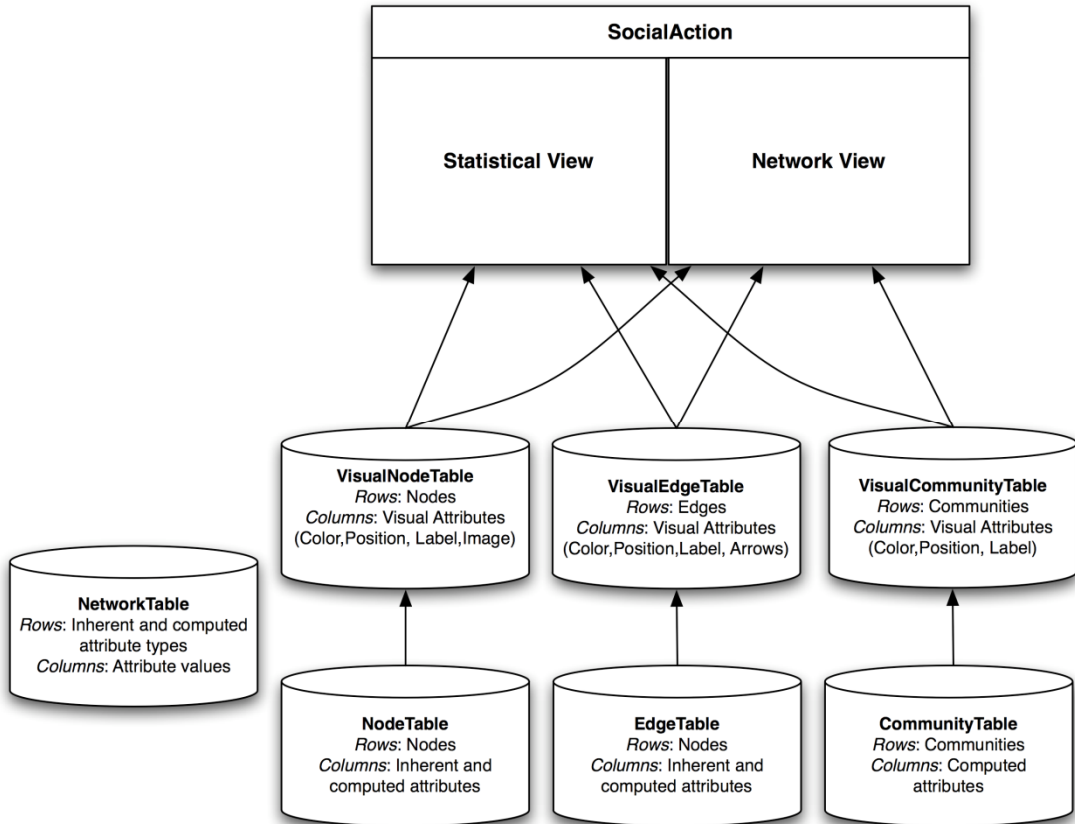 SocialAction
Statistical View
Network View
VisualNodeTable
Rows: Nodes
Columns: Visual Attributes
(Color,Position, Label,Image)
VisualEdgeTable
Rows: Edges
Columns: Visual Attributes
(Color,Position,Label, Arrows)
VisualCommunityTable
Rows: Communities
Columns: Visual Attributes
(Color,Position, Label)
NetworkTable
Rows: Inherent and computed
attribute types
Columns: Attribute values
NodeTable
Rows: Nodes
Columns: Inherent and
computed attributes
EdgeTable
Rows: Nodes
Columns: Inherent and
computed attributes
CommunityTable
Rows: Communities
Columns: Computed
attributes